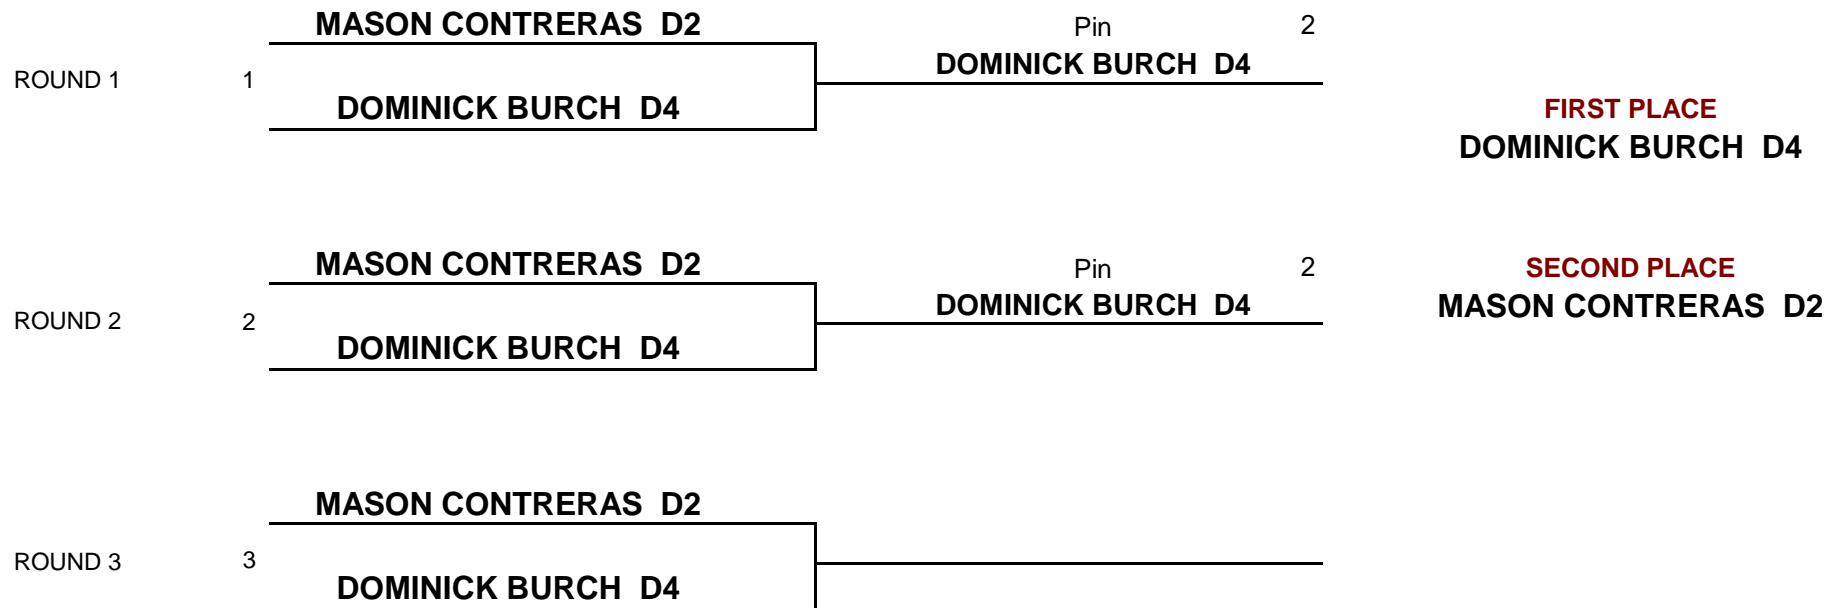 MASON CONTRERAS  D2
Pin 2
DOMINICK BURCH  D4
ROUND 1 1
DOMINICK BURCH  D4
FIRST PLACE
DOMINICK BURCH  D4
MASON CONTRERAS  D2
Pin 2
SECOND PLACE
DOMINICK BURCH  D4
MASON CONTRERAS  D2
ROUND 2 2
DOMINICK BURCH  D4
MASON CONTRERAS  D2
ROUND 3 3
DOMINICK BURCH  D4